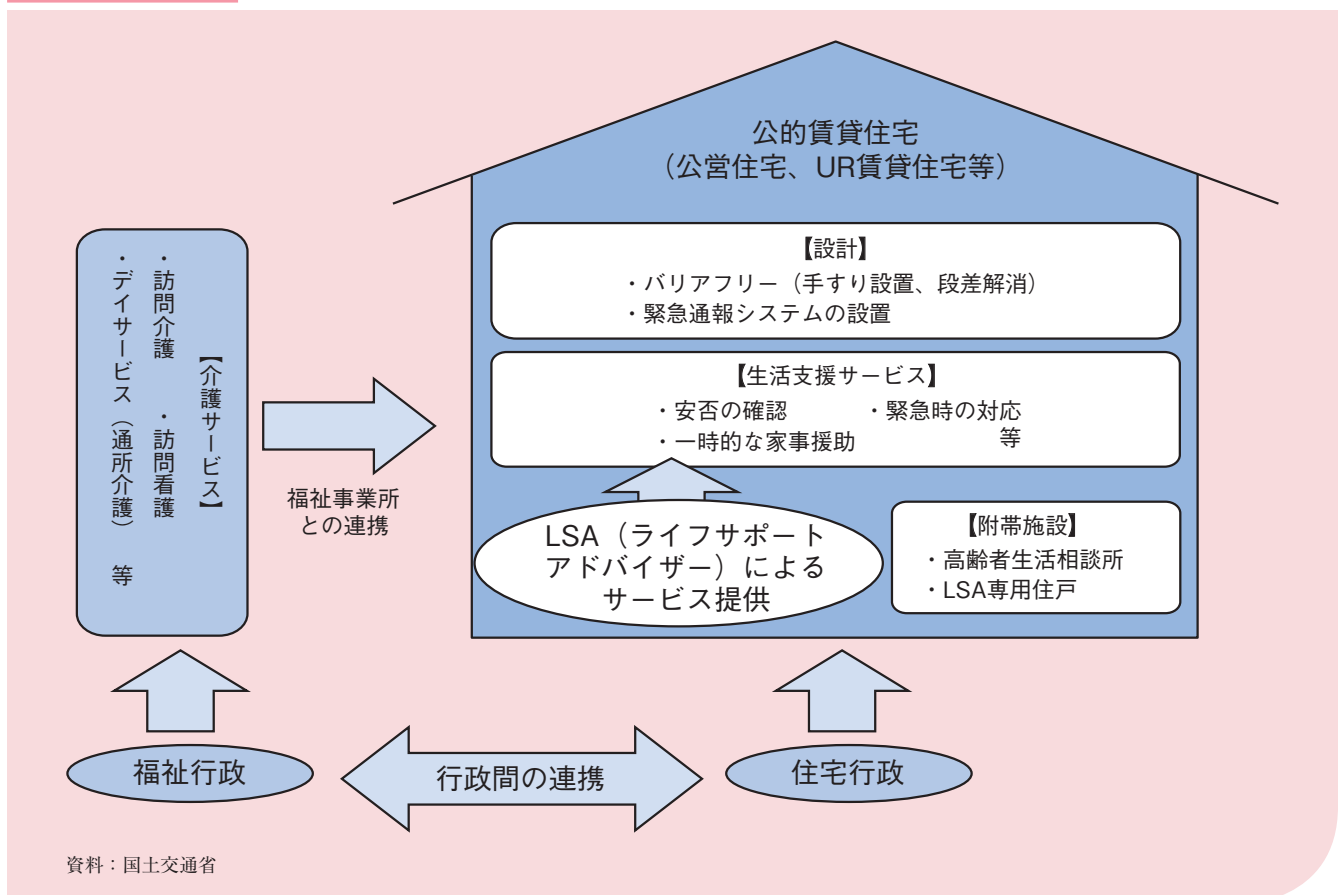 公的賃貸住宅
（公営住宅、UR賃貸住宅等）
【設計】
・バリアフリー（手すり設置、段差解消）
・緊急通報システムの設置
【生活支援サービス】
・安否の確認　・緊急時の対応
・一時的な家事援助　等
LSA（ライフサポート
アドバイザー）による
サービス提供
【附帯施設】
・高齢者生活相談所
・LSA専用住戸
【介護サービス】
・訪問介護　・訪問看護
・デイサービス（通所介護）　等
福祉事業所
との連携
福祉行政
行政間の連携
住宅行政
資料：国土交通省